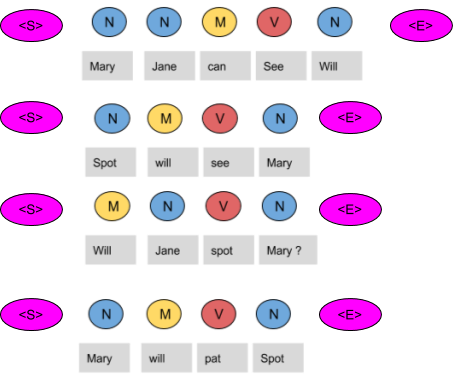 <S> N N M V N <E>
Mary Jane can See Will
<S> N M V N <E>
Spot will see Mary
<S> M N V N <E>
Will Jane spot Mary ?
<S> N M V N <E>
Mary will pat Spot